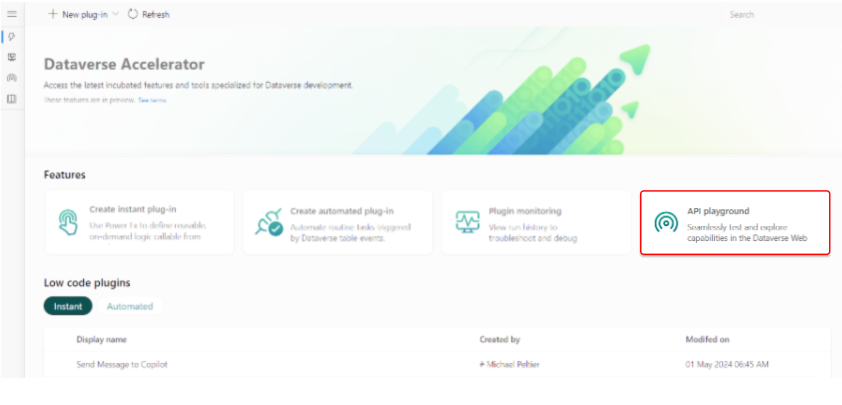 New plug-in Refresh Search
Dataverse Accelerator
Access the latest incubated features and tools specialized for Dataverse development.
These features are in preview. See terms
Features
Create instant plug-in
Use Power Fx to define reusable,
on-demand logic callable from
Create automated plug-in
Automate routine tasks triggered
by Dataverse table events.
Plugin monitoring
View run history to
troubleshoot and debug
API playground
Seamlessly test and explore
capabilities in the Dataverse Web
Low code plugins
Instant Automated
Display name Created by Modifed on
Send Message to Copilot Michael Peltier 01 May 2024 06:45 AM